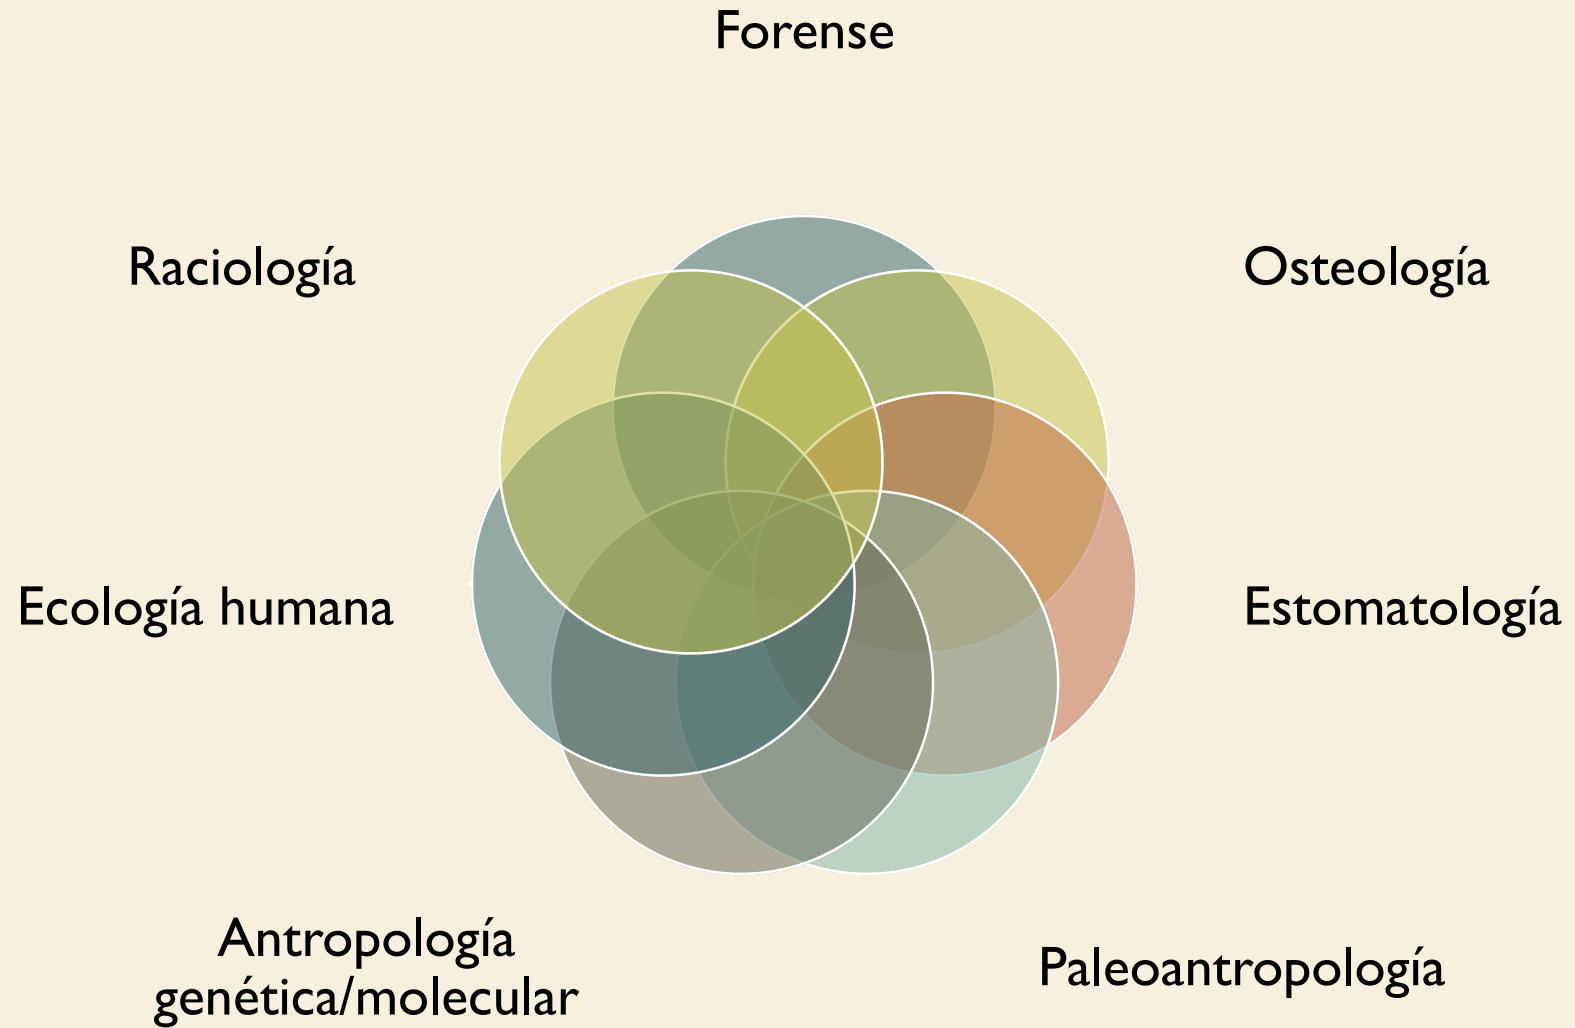 Forense
Raciología
Osteología
Ecología humana
Estomatología
Antropología
genética/molecular
Paleoantropología